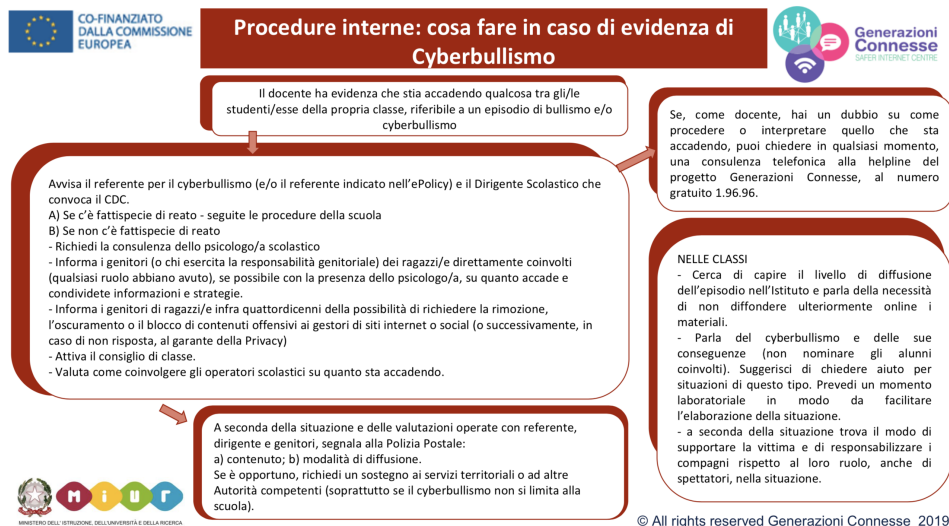 CO-FINANZIATO
DALLA COMMISSIONE
EUROPEA
Procedure interne: cosa fare in caso di evidenza di
Cyberbullismo
Generazioni
Connesse
SAFER INTERNET CENTRE
Il docente ha evidenza che stia accadendo qualcosa tra gli/le
studenti/esse della propria classe, riferibile a un episodio di bullismo e/o
cyberbullismo
Se, come docente, hai un dubbio su come
procedere o interpretare quello che sta
accadendo, puoi chiedere in qualsiasi momento,
una consulenza telefonica alla helpline del
progetto Generazioni Connesse, al numero
gratuito 1.96.96.
Avvisa il referente per il cyberbullismo (e/o il referente indicato nell’ePolicy) e il Dirigente Scolastico che
convoca il CDC.
A) Se c’è fattispecie di reato - seguite le procedure della scuola
B) Se non c’è fattispecie di reato
- Richiedi la consulenza dello psicologo/a scolastico
- Informa i genitori (o chi esercita la responsabilità genitoriale) dei ragazzi/e direttamente coinvolti
(qualsiasi ruolo abbiano avuto), se possibile con la presenza dello psicologo/a, su quanto accade e
condividete informazioni e strategie.
- Informa i genitori di ragazzi/e infra quattordicenni della possibilità di richiedere la rimozione,
l’oscuramento o il blocco di contenuti offensivi ai gestori di siti internet o social (o successivamente, in
caso di non risposta, al garante della Privacy)
- Attiva il consiglio di classe.
- Valuta come coinvolgere gli operatori scolastici su quanto sta accadendo.
NELLE CLASSI
- Cerca di capire il livello di diffusione
dell’episodio nell’Istituto e parla della necessità
di non diffondere ulteriormente online i
materiali.
- Parla del cyberbullismo e delle sue
conseguenze (non nominare gli alunni
coinvolti). Suggerisci di chiedere aiuto per
situazioni di questo tipo. Prevedi un momento
laboratoriale in modo da facilitare
l’elaborazione della situazione.
- a seconda della situazione trova il modo di
supportare la vittima e di responsabilizzare i
compagni rispetto al loro ruolo, anche di
spettatori, nella situazione.
A seconda della situazione e delle valutazioni operate con referente,
dirigente e genitori, segnala alla Polizia Postale:
a) contenuto; b) modalità di diffusione.
Se è opportuno, richiedi un sostegno ai servizi territoriali o ad altre
Autorità competenti (soprattutto se il cyberbullismo non si limita alla
scuola).
miur
MINISTERO DELL’ISTRUZIONE, DELL’UNIVERSITÀ E DELLA RICERCA
© All rights reserved Generazioni Connesse 2019